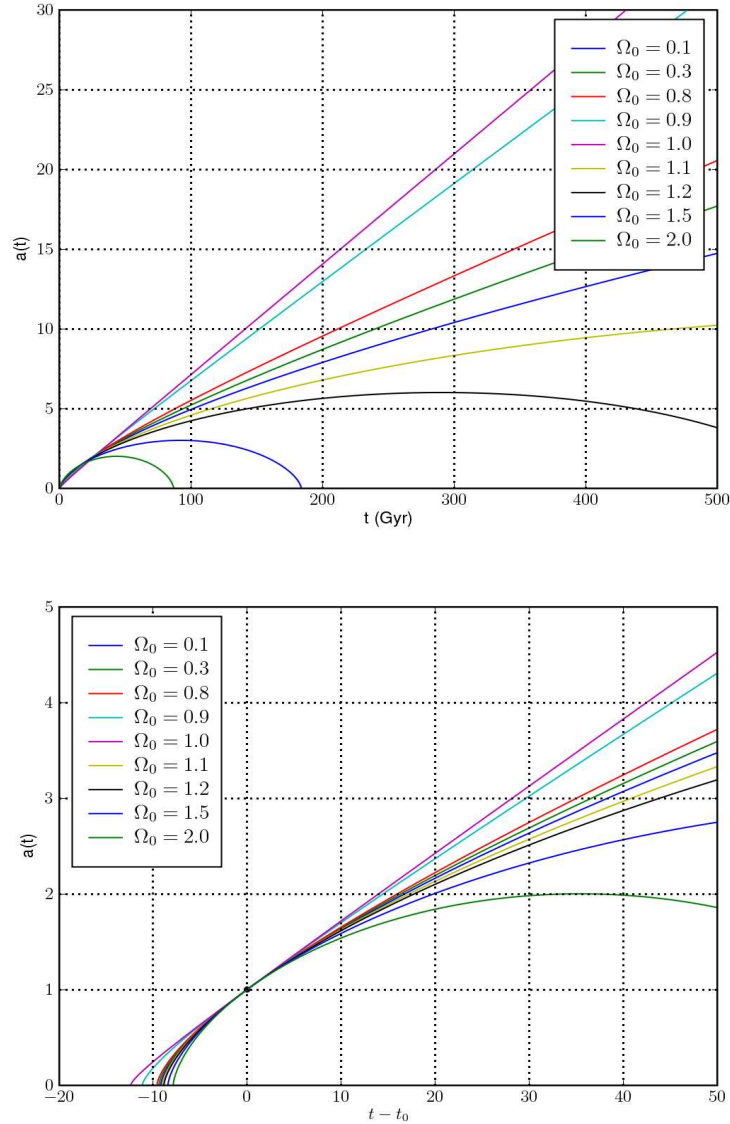 30
25
20
15
10
5
0
a(t)
Ω₀ = 0.1
Ω₀ = 0.3
Ω₀ = 0.8
Ω₀ = 0.9
Ω₀ = 1.0
Ω₀ = 1.1
Ω₀ = 1.2
Ω₀ = 1.5
Ω₀ = 2.0
0 100 200 300 400 500
t (Gyr)
5
4
3
2
1
0
a(t)
Ω₀ = 0.1
Ω₀ = 0.3
Ω₀ = 0.8
Ω₀ = 0.9
Ω₀ = 1.0
Ω₀ = 1.1
Ω₀ = 1.2
Ω₀ = 1.5
Ω₀ = 2.0
−20 −10 0 10 20 30 40 50
t − t₀